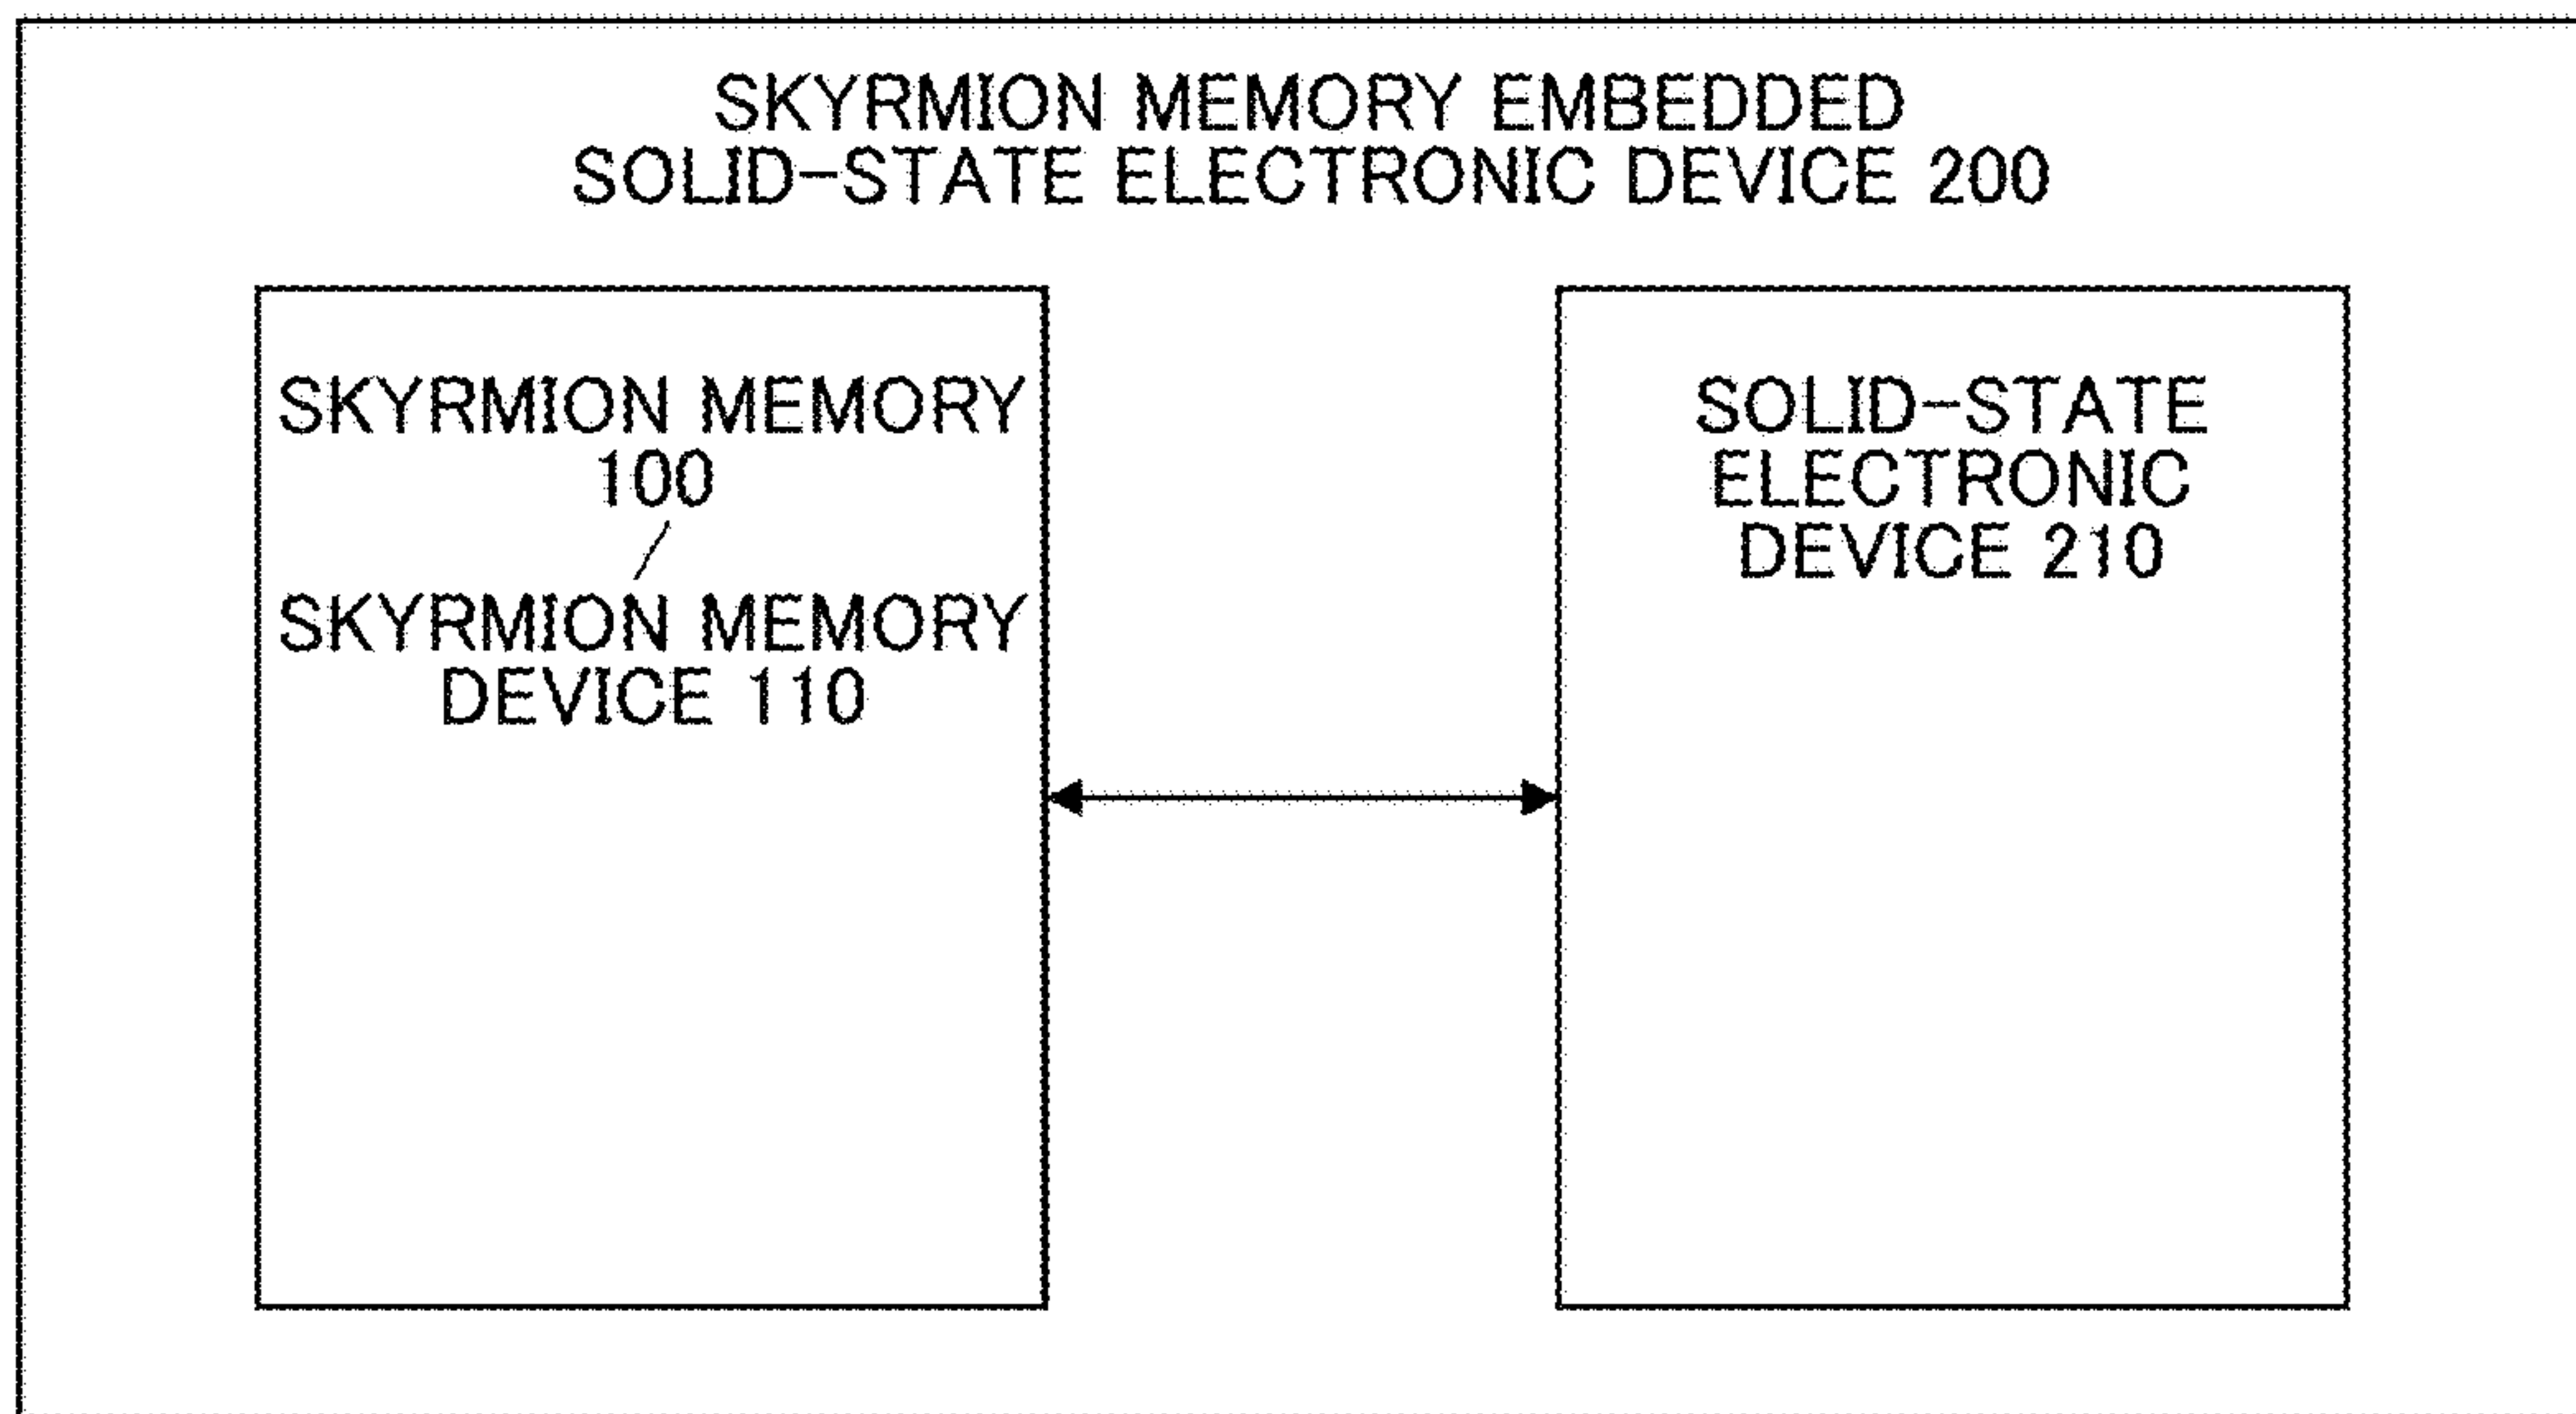 SKYRMION MEMORY EMBEDDED
SOLID-STATE ELECTRONIC DEVICE 200
SKYRMION MEMORY
100
/
SKYRMION MEMORY
DEVICE 110
SOLID-STATE
ELECTRONIC
DEVICE 210